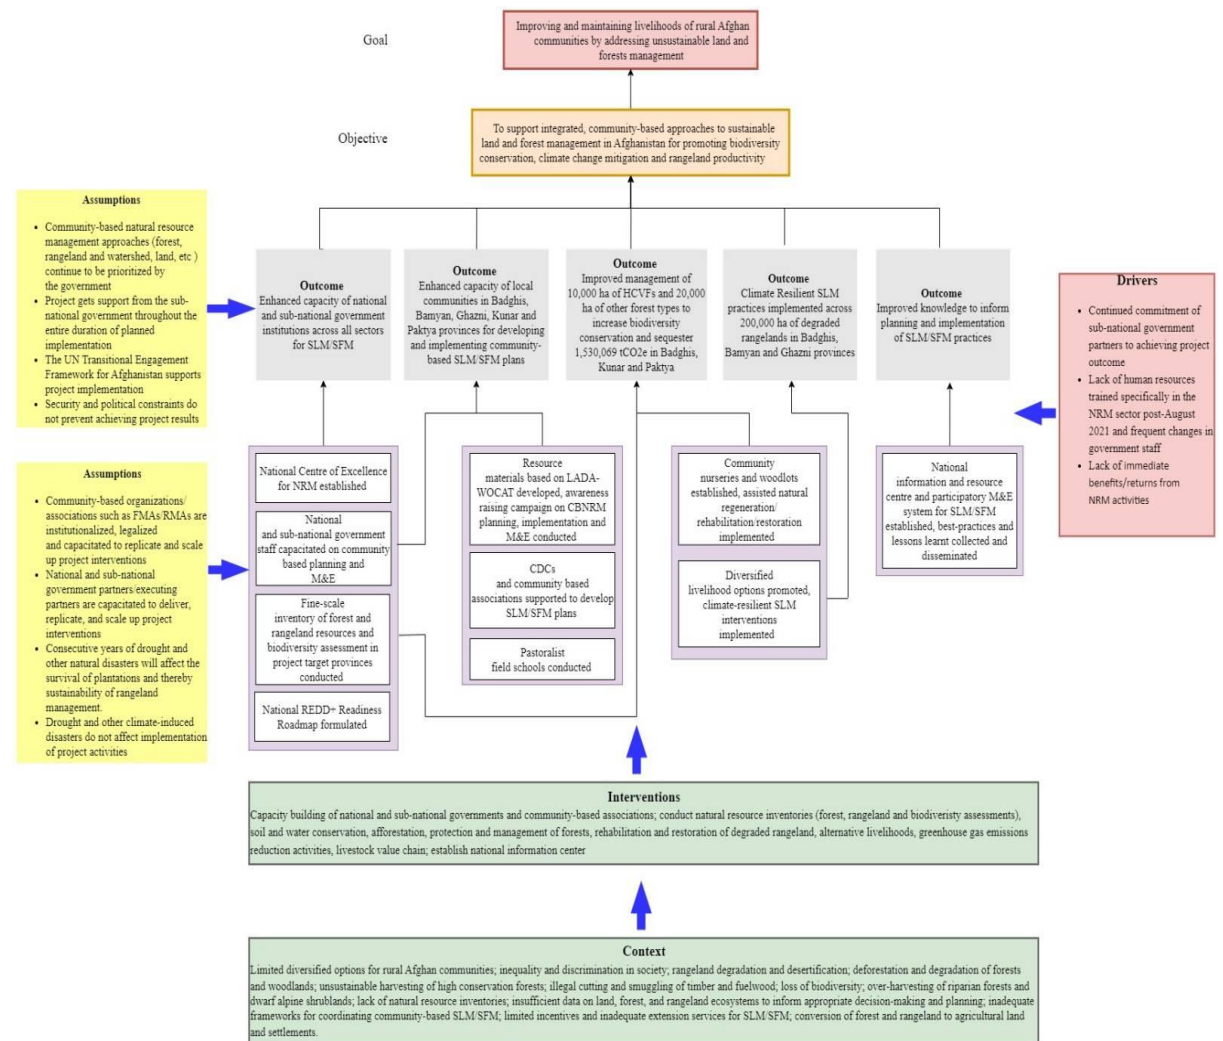 Goal
Improving and maintaining livelihoods of rural Afghan
communities by addressing unsustainable land and
forests management
Objective
To support integrated, community-based approaches to sustainable
land and forest management in Afghanistan for promoting biodiversity
conservation, climate change mitigation and rangeland productivity
Assumptions
• Community-based natural resource
management approaches (forest,
rangeland and watershed, land, etc )
continue to be prioritized by
the government
• Project gets support from the sub-
national government throughout the
entire duration of planned
implementation
• The UN Transitional Engagement
Framework for Afghanistan supports
project implementation
• Security and political constraints do
not prevent achieving project results
Outcome
Enhanced capacity of national
and sub-national government
institutions across all sectors
for SLM/SFM
Outcome
Enhanced capacity of local
communities in Badghis,
Bamyan, Ghazni, Kunar and
Paktya provinces for developing
and implementing community-
based SLM/SFM plans
Outcome
Improved management of
10,000 ha of HCVFs and 20,000
ha of other forest types to
increase biodiversity
conservation and sequester
1,530,069 tCO2e in Badghis,
Kunar and Paktya
Outcome
Climate Resilient SLM
practices implemented across
200,000 ha of degraded
rangelands in Badghis,
Bamyan and Ghazni provinces
Outcome
Improved knowledge to inform
planning and implementation
of SLM/SFM practices
Drivers
• Continued commitment of
sub-national government
partners to achieving project
outcome
• Lack of human resources
trained specifically in the
NRM sector post-August
2021 and frequent changes in
government staff
• Lack of immediate
benefits/returns from
NRM activities
Assumptions
• Community-based organizations/
associations such as FMAs/RMAs are
institutionalized, legalized
and capacitated to replicate and scale
up project interventions
• National and sub-national
government partners/executing
partners are capacitated to deliver,
replicate, and scale up project
interventions
• Consecutive years of drought and
other natural disasters will affect the
survival of plantations and thereby
sustainability of rangeland
management.
• Drought and other climate-induced
disasters do not affect implementation
of project activities
National Centre of Excellence
for NRM established
National
and sub-national government
staff capacitated on community
based planning and
M&E
Fine-scale
inventory of forest and
rangeland resources and
biodiversity assessment in
project target provinces
conducted
National REDD+ Readiness
Roadmap formulated
Resource
materials based on LADA-
WOCAT developed, awareness
raising campaign on CBNRM
planning, implementation and
M&E conducted
CDCs
and community based
associations supported to develop
SLM/SFM plans
Pastoralist
field schools conducted
Community
nurseries and woodlots
established, assisted natural
regeneration/
rehabilitation/restoration
implemented
Diversified
livelihood options promoted,
climate-resilient SLM
interventions
implemented
National
information and resource
centre and participatory M&E
system for SLM/SFM
established, best-practices and
lessons learnt collected and
disseminated
Interventions
Capacity building of national and sub-national governments and community-based associations; conduct natural resource inventories (forest, rangeland and biodiveristy assessments),
soil and water conservation, afforestation, protection and management of forests, rehabilitation and restoration of degraded rangeland, alternative livelihoods, greenhouse gas emissions
reduction activities, livestock value chain; establish national information center
Context
Limited diversified options for rural Afghan communities; inequality and discrimination in society; rangeland degradation and desertification; deforestation and degradation of forests
and woodlands; unsustainable harvesting of high conservation forests; illegal cutting and smuggling of timber and fuelwood; loss of biodiversity; over-harvesting of riparian forests and
dwarf alpine shrublands; lack of natural resource inventories; insufficient data on land, forest, and rangeland ecosystems to inform appropriate decision-making and planning; inadequate
frameworks for coordinating community-based SLM/SFM; limited incentives and inadequate extension services for SLM/SFM; conversion of forest and rangeland to agricultural land
and settlements.